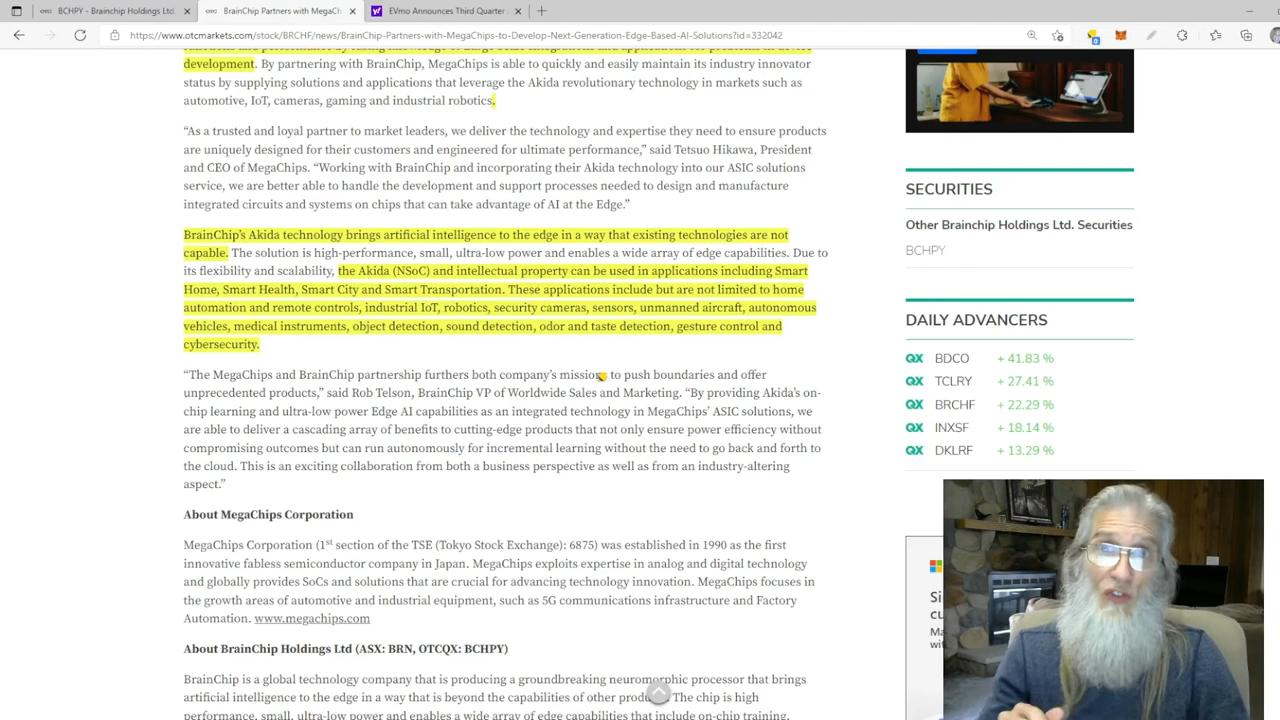 BCHPY - Brainchip Holdings Ltd.
BrainChip Partners with MegaCh
EVmo Announces Third Quarter
https://www.otcmarkets.com/stock/BRCHF/news/BrainChip-Partners-with-MegaChips-to-Develop-Next-Generation-Edge-Based-AI-Solutions?id=332042
development. By partnering with BrainChip, MegaChips is able to quickly and easily maintain its industry innovator
status by supplying solutions and applications that leverage the Akida revolutionary technology in markets such as
automotive, IoT, cameras, gaming and industrial robotics.
“As a trusted and loyal partner to market leaders, we deliver the technology and expertise they need to ensure products
are uniquely designed for their customers and engineered for ultimate performance,” said Tetsuo Hikawa, President
and CEO of MegaChips. “Working with BrainChip and incorporating their Akida technology into our ASIC solutions
service, we are better able to handle the development and support processes needed to design and manufacture
integrated circuits and systems on chips that can take advantage of AI at the Edge.”
BrainChip’s Akida technology brings artificial intelligence to the edge in a way that existing technologies are not
capable. The solution is high-performance, small, ultra-low power and enables a wide array of edge capabilities. Due to
its flexibility and scalability, the Akida (NSoC) and intellectual property can be used in applications including Smart
Home, Smart Health, Smart City and Smart Transportation. These applications include but are not limited to home
automation and remote controls, industrial IoT, robotics, security cameras, sensors, unmanned aircraft, autonomous
vehicles, medical instruments, object detection, sound detection, odor and taste detection, gesture control and
cybersecurity.
“The MegaChips and BrainChip partnership furthers both company’s missions to push boundaries and offer
unprecedented products,” said Rob Telson, BrainChip VP of Worldwide Sales and Marketing. “By providing Akida’s on-
chip learning and ultra-low power Edge AI capabilities as an integrated technology in MegaChips’ ASIC solutions, we
are able to deliver a cascading array of benefits to cutting-edge products that not only ensure power efficiency without
compromising outcomes but can run autonomously for incremental learning without the need to go back and forth to
the cloud. This is an exciting collaboration from both a business perspective as well as from an industry-altering
aspect.”
About MegaChips Corporation
MegaChips Corporation (1st section of the TSE (Tokyo Stock Exchange): 6875) was established in 1990 as the first
innovative fabless semiconductor company in Japan. MegaChips exploits expertise in analog and digital technology
and globally provides SoCs and solutions that are crucial for advancing technology innovation. MegaChips focuses in
the growth areas of automotive and industrial equipment, such as 5G communications infrastructure and Factory
Automation. www.megachips.com
About BrainChip Holdings Ltd (ASX: BRN, OTCQX: BCHPY)
BrainChip is a global technology company that is producing a groundbreaking neuromorphic processor that brings
artificial intelligence to the edge in a way that is beyond the capabilities of other The chip is high
performance, small, ultra-low power and enables a wide array of edge capabilities that include on-chip training,
SECURITIES
Other Brainchip Holdings Ltd. Securities
BCHPY
DAILY ADVANCERS
QX BDCO + 41.83 %
QX TCLRY + 27.41 %
QX BRCHF + 22.29 %
QX INXSF + 18.14 %
QX DKLRF + 13.29 %